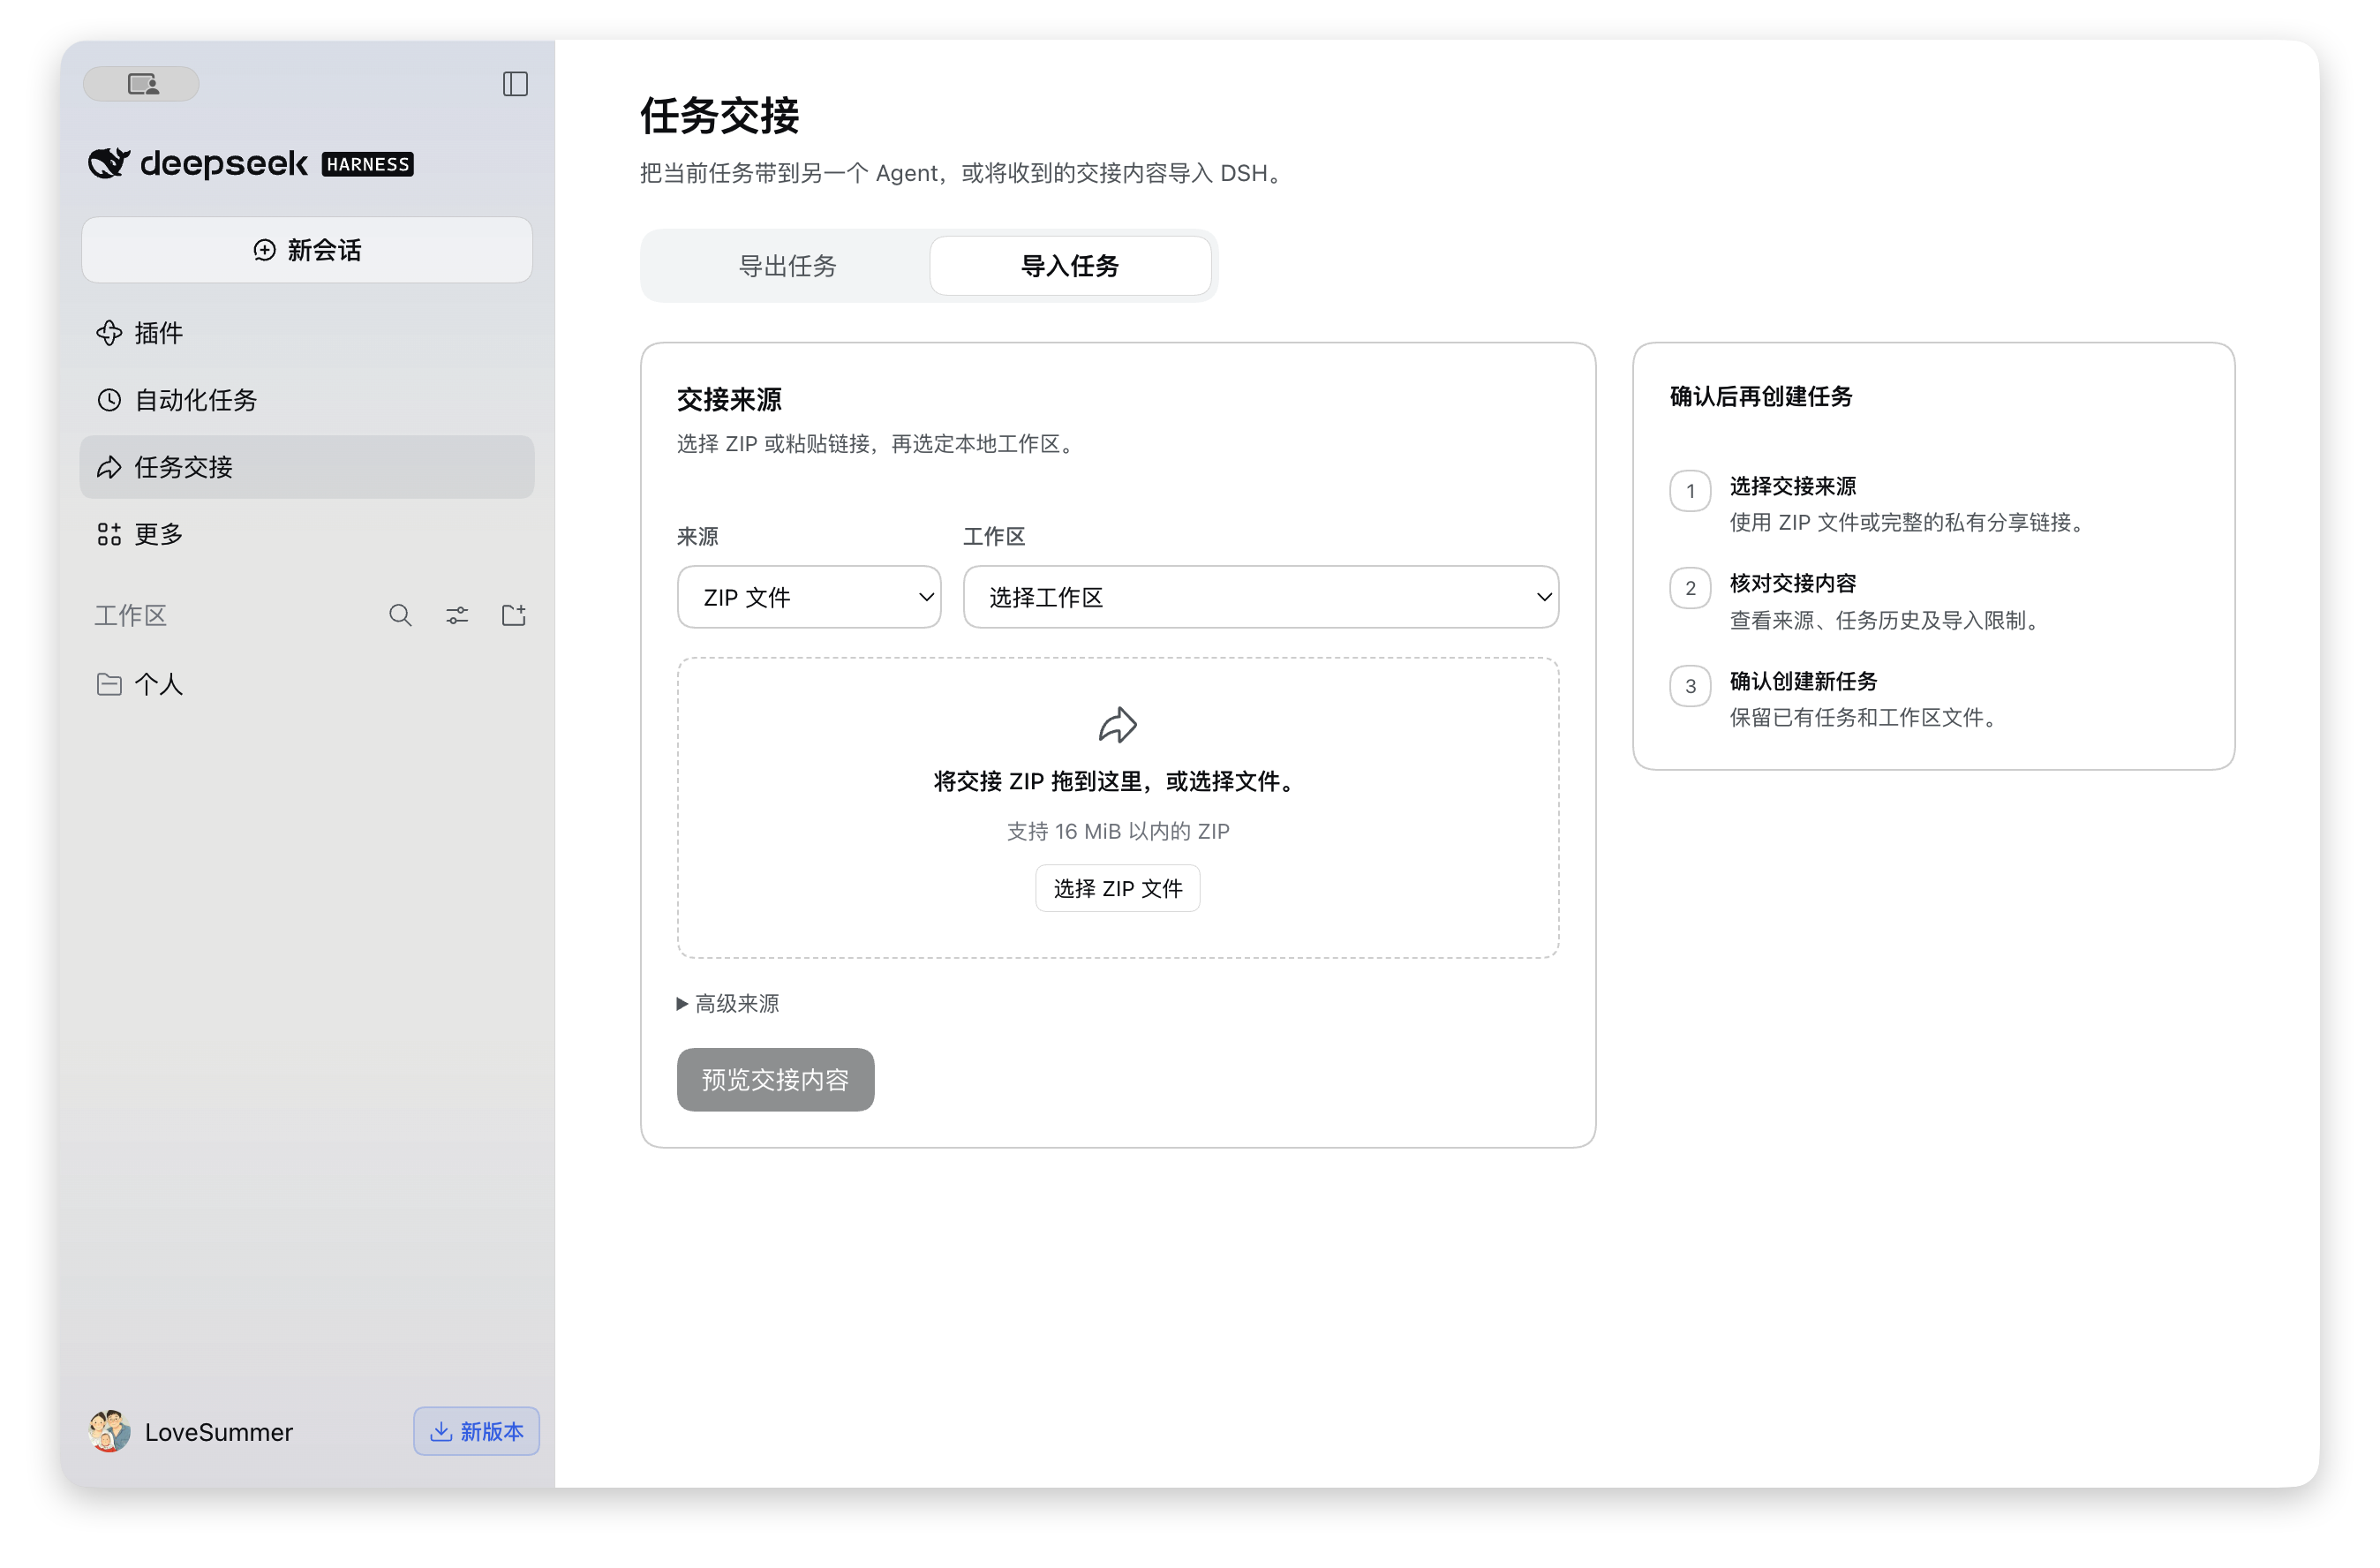 deepseek HARNESS
新会话
插件
自动化任务
任务交接
更多
工作区
个人
LoveSummer
新版本
任务交接
把当前任务带到另一个 Agent，或将收到的交接内容导入 DSH。
导出任务
导入任务
交接来源
选择 ZIP 或粘贴链接，再选定本地工作区。
来源
工作区
ZIP 文件
选择工作区
将交接 ZIP 拖到这里，或选择文件。
支持 16 MiB 以内的 ZIP
选择 ZIP 文件
高级来源
预览交接内容
确认后再创建任务
1
选择交接来源
使用 ZIP 文件或完整的私有分享链接。
2
核对交接内容
查看来源、任务历史及导入限制。
3
确认创建新任务
保留已有任务和工作区文件。